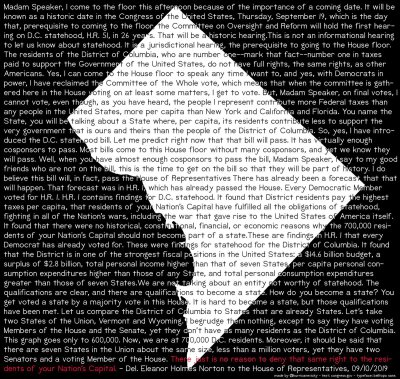 Madam Speaker, I come to the floor this afternoon because of the importance of a coming date. It will be
known as a historic date in the Congress of the United States, Thursday, September 19, which is the day
that, prerequisite to coming to the floor, the Committee on Oversight and Reform will hold the first hear-
ing on D.C. statehood, H.R. 51, in 26 years. That will be a historic hearing. This is not an informational hearing
to let us know about statehood. It is a jurisdictional hearing, the prerequisite to going to the House floor.
The residents of the District of Columbia, who are number one--mark that fact--number one in taxes
paid to support the Government of the United States, do not have full rights, the same rights, as other
Americans. Yes, I can come to the House floor to speak any time I want to, and yes, with Democrats in
power, I have reclaimed the Committee of the Whole vote, which means that when the committee is gath-
ered here in the House voting on at least some matters, I get to vote. But, Madam Speaker, on final votes, I
cannot vote, even though, as you have heard, the people I represent contribute more Federal taxes than
any people in the United States, more per capita than New York and California and Florida. You name the
State, you will be talking about a State where, per capita, its residents contribute less to support the
very government that is ours and theirs than the people of the District of Columbia. So, yes, I have intro-
duced the D.C. statehood bill. Let me predict right now that that bill will pass. It has virtually enough
cosponsors to pass. Most bills come to this House floor without many cosponsors, and yet we know they
will pass. Well, when you have almost enough cosponsors to pass the bill, Madam Speaker, I say to my good
friends who are not on the bill, this is the time to get on the bill so that they will be part of history. I do
believe this bill will, in fact, pass the House of Representatives There has already been a forecast that that
will happen. That forecast was in H.R. 1, which has already passed the House. Every Democratic Member
voted for H.R. 1. H.R. 1 contains findings for D.C. statehood. It found that District residents pay the highest
taxes per capita, that residents of your Nation's Capital have fulfilled all the obligations of statehood,
fighting in all of the Nation's wars, including the war that gave rise to the United States of America itself.
It found that there were no historical, constitutional, financial, or economic reasons why 700,000 resi-
dents of your Nation's Capital should not become part of a state. These are findings in H.R. 1 that every
Democrat has already voted for. These were findings for statehood for the District of Columbia. It found
that the District is in one of the strongest fiscal positions in the United States: $14.6 billion budget, a
surplus of $2.8 billion, total personal income higher than that of seven States, per capita personal con-
sumption expenditures higher than those of any State, and total personal consumption expenditures
greater than those of seven States. We are not talking about an entity not worthy of statehood. The
qualifications are clear, and there are qualifications to become a state. How do you become a state? You
get voted a state by a majority vote in this House. It is hard to become a state, but those qualifications
have been met. Let us compare the District of Columbia to States that are already States. Let's take
two States of the Union, Vermont and Wyoming. I begrudge them nothing, except to say they have voting
Members of the House and the Senate, yet they don't have as many residents as the District of Columbia.
This graph goes only to 600,000. Now, we are at 700,000 D.C. residents. Moreover, it should be said that
there are seven States in the Union about the same size, less than a million voters, yet they have two
Senators and a voting Member of the House. There just is no reason to deny that same right to the resi-
dents of your Nation's Capital. - Del. Eleanor Holmes Norton to the House of Representatives, 09/10/2019